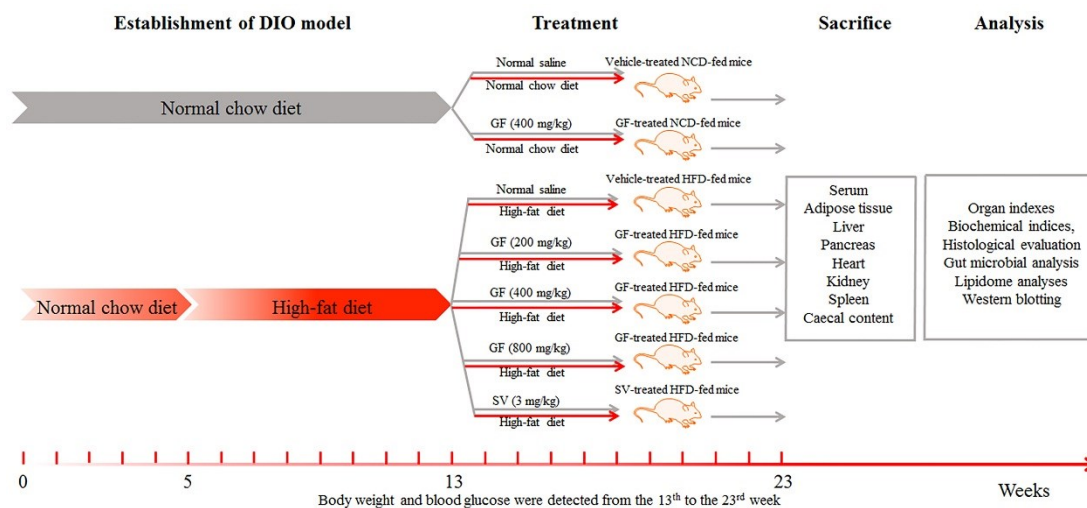 Establishment of DIO model
Treatment
Sacrifice
Analysis
Normal chow diet
Normal saline
Normal chow diet
Vehicle-treated NCD-fed mice
GF (400 mg/kg)
Normal chow diet
GF-treated NCD-fed mice
Normal chow diet
High-fat diet
Normal saline
High-fat diet
Vehicle-treated HFD-fed mice
GF (200 mg/kg)
High-fat diet
GF-treated HFD-fed mice
GF (400 mg/kg)
High-fat diet
GF-treated HFD-fed mice
GF (800 mg/kg)
High-fat diet
GF-treated HFD-fed mice
SV (3 mg/kg)
High-fat diet
SV-treated HFD-fed mice
Serum
Adipose tissue
Liver
Pancreas
Heart
Kidney
Spleen
Caecal content
Organ indexes
Biochemical indices,
Histological evaluation
Gut microbial analysis
Lipidome analyses
Western blotting
0
5
13
23
Weeks
Body weight and blood glucose were detected from the 13th to the 23rd week